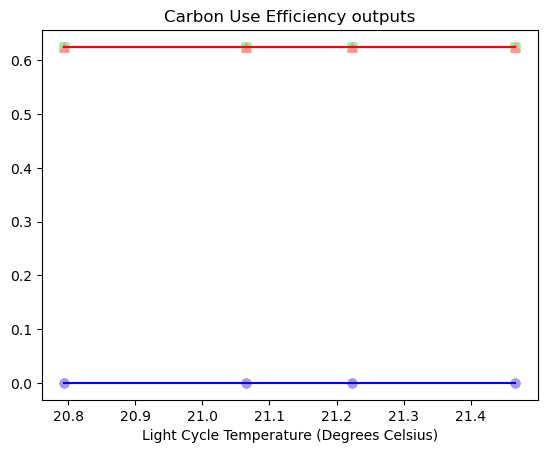 Carbon Use Efficiency outputs
0.6
0.5
0.4
0.3
0.2
0.1
0.0
20.8 20.9 21.0 21.1 21.2 21.3 21.4
Light Cycle Temperature (Degrees Celsius)